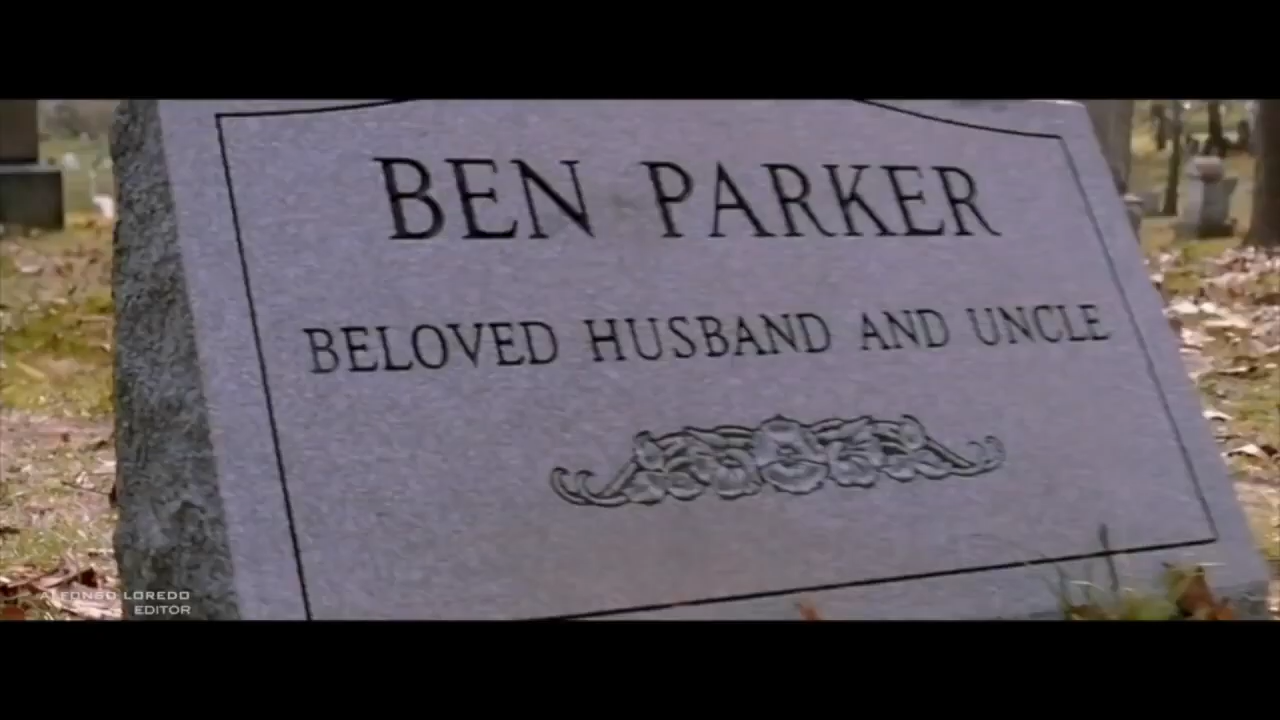 BEN PARKER
BELOVED HUSBAND AND UNCLE
ALFONSO LOREDO
EDITOR